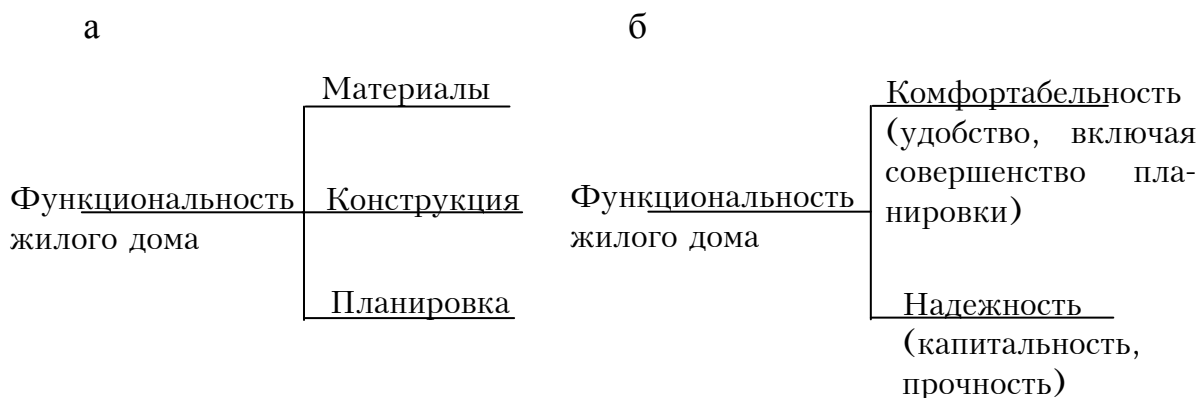 а
Материалы
Функциональность
жилого дома
Конструкция
Планировка
б
Комфортабельность
(удобство, включая
совершенство пла-
нировки)
Функциональность
жилого дома
Надежность
(капитальность,
прочность)